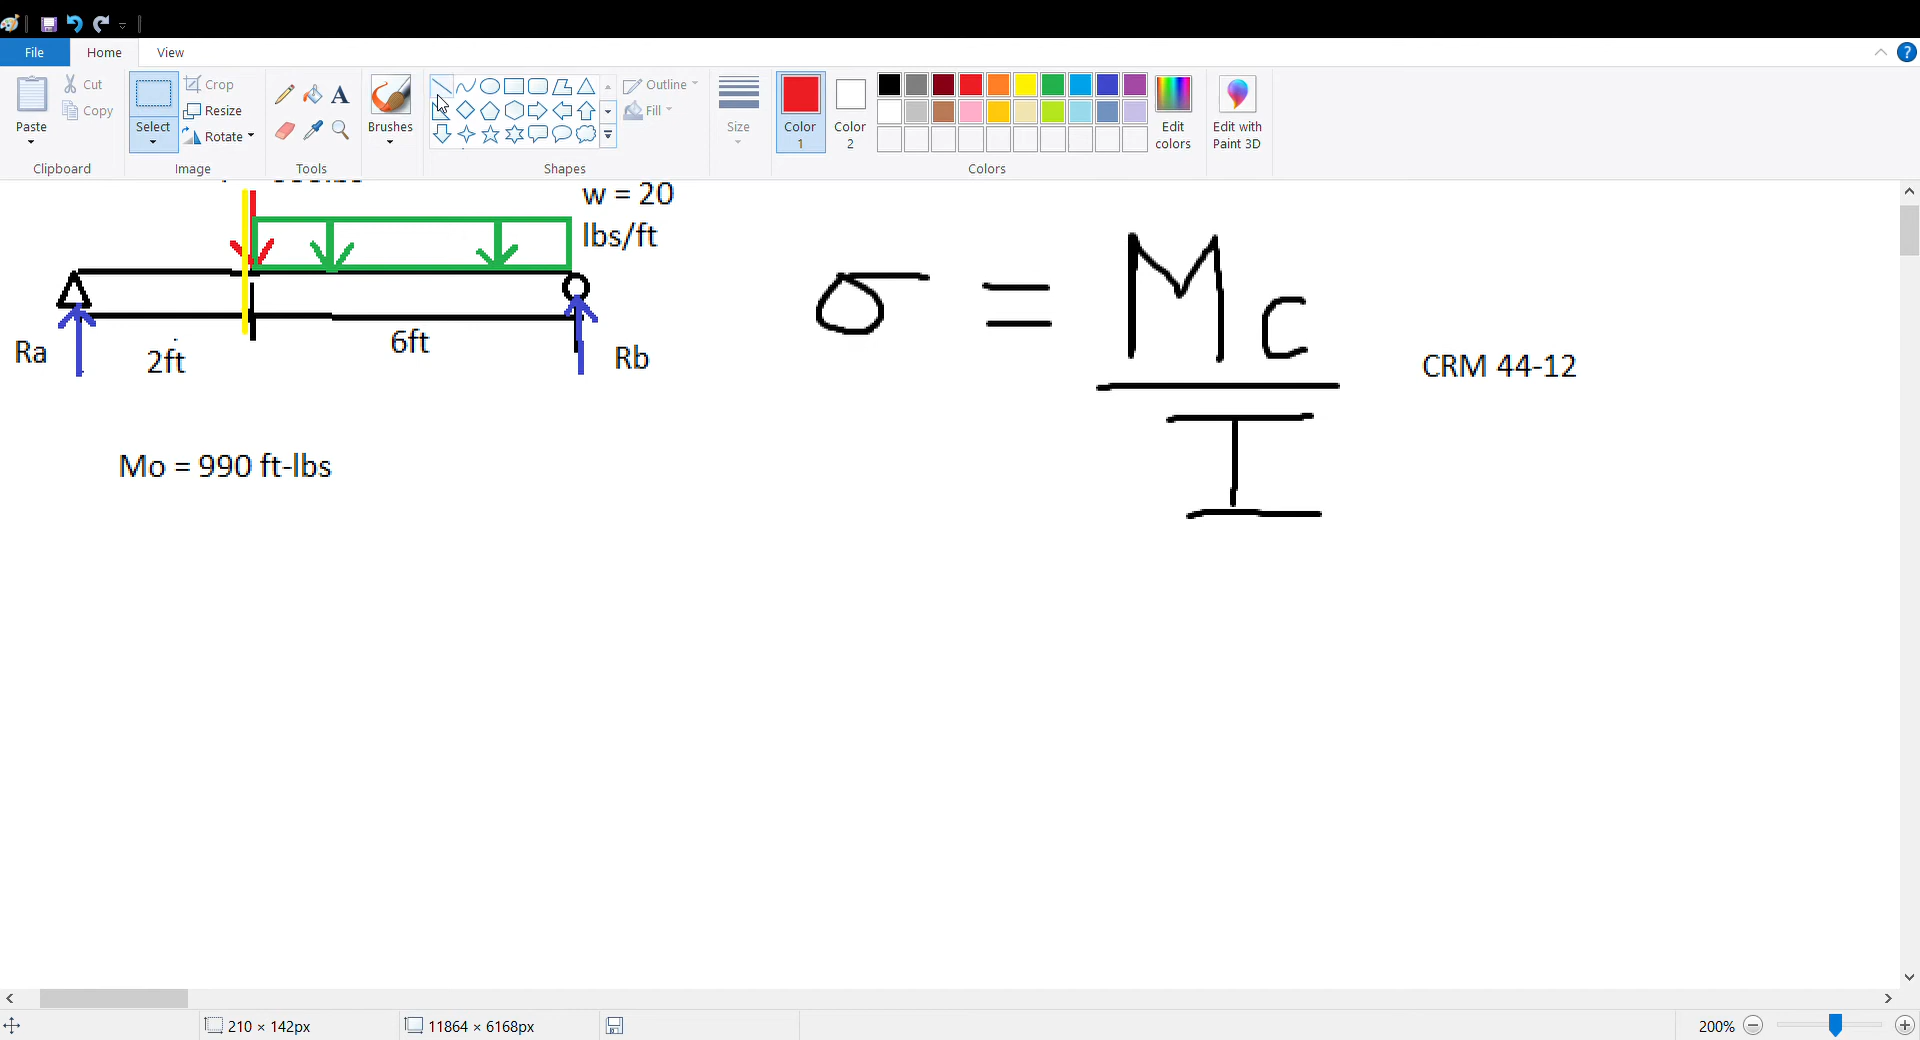 File Home View
Paste
Cut
Copy
Clipboard
Select
Crop
Resize
Rotate
Image
Tools
Brushes
Shapes
Outline
Fill
Size
Color 1
Color 2
Colors
Edit colors
Edit with Paint 3D
w = 20
lbs/ft
Ra
2ft
6ft
Rb
Mo = 990 ft-lbs
σ = Mc
I
CRM 44-12
210 × 142px
11864 × 6168px
200%